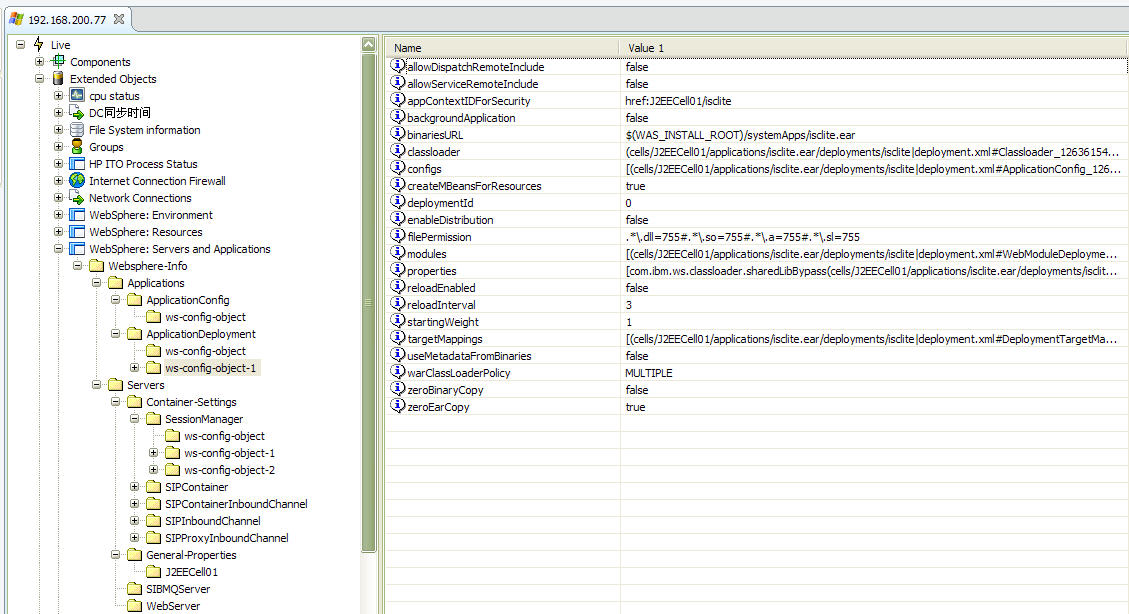 192.168.200.77
Live
Components
Extended Objects
cpu status
DC同步时间
File System information
Groups
HP ITO Process Status
Internet Connection Firewall
Network Connections
WebSphere: Environment
WebSphere: Resources
WebSphere: Servers and Applications
Websphere-Info
Applications
ApplicationConfig
ws-config-object
ApplicationDeployment
ws-config-object
ws-config-object-1
Servers
Container-Settings
SessionManager
ws-config-object
ws-config-object-1
ws-config-object-2
SIPContainer
SIPContainerInboundChannel
SIPInboundChannel
SIPProxyInboundChannel
General-Properties
J2EECell01
SIBMQServer
WebServer
Name Value 1
allowDispatchRemoteInclude false
allowServiceRemoteInclude false
appContextIDForSecurity href:J2EECell01/isclite
backgroundApplication false
binariesURL $(WAS_INSTALL_ROOT)/systemApps/isclite.ear
classloader (cells/J2EECell01/applications/isclite.ear/deployments/isclite|deployment.xml#Classloader_12636154...
configs [(cells/J2EECell01/applications/isclite.ear/deployments/isclite|deployment.xml#ApplicationConfig_126...
createMBeansForResources true
deploymentId 0
enableDistribution false
filePermission .*\.dll=755#.*\.so=755#.*\.a=755#.*\.sl=755
modules [(cells/J2EECell01/applications/isclite.ear/deployments/isclite|deployment.xml#WebModuleDeployme...
properties [com.ibm.ws.classloader.sharedLibBypass(cells/J2EECell01/applications/isclite.ear/deployments/isclit...
reloadEnabled false
reloadInterval 3
startingWeight 1
targetMappings [(cells/J2EECell01/applications/isclite.ear/deployments/isclite|deployment.xml#DeploymentTargetMa...
useMetadataFromBinaries false
warClassLoaderPolicy MULTIPLE
zeroBinaryCopy false
zeroEarCopy true